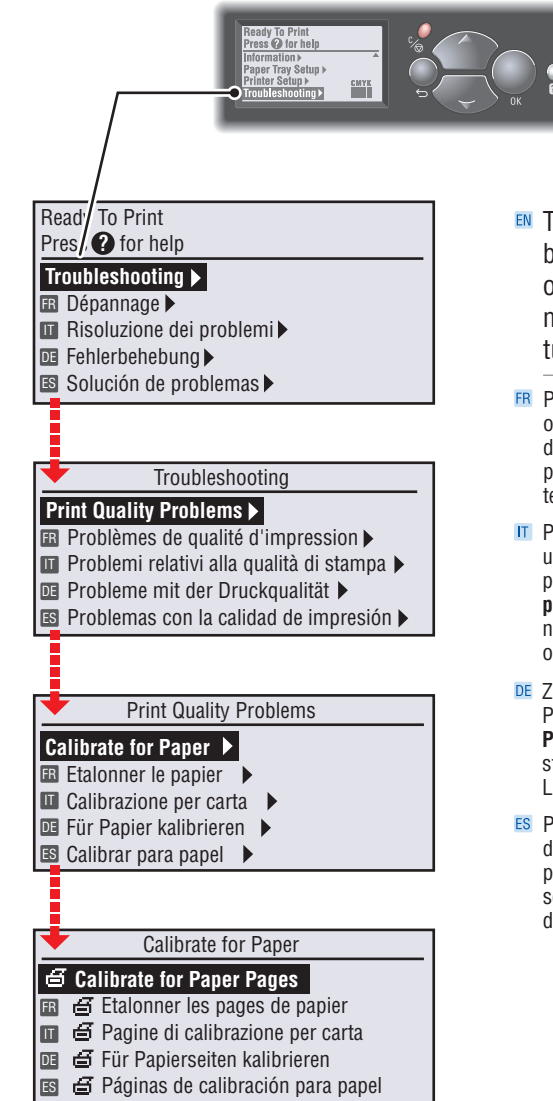 Ready To Print
Press ? for help
Information
Paper Tray Setup
Printer Setup
Troubleshooting
CMYK
C/
OK
Ready To Print
Press ? for help
Troubleshooting
FR Dépannage
IT Risoluzione dei problemi
DE Fehlerbehebung
ES Solución de problemas
Troubleshooting
Print Quality Problems
FR Problèmes de qualité d'impression
IT Problemi relativi alla qualità di stampa
DE Probleme mit der Druckqualität
ES Problemas con la calidad de impresión
Print Quality Problems
Calibrate for Paper
FR Etalonner le papier
IT Calibrazione per carta
DE Für Papier kalibrieren
ES Calibrar para papel
Calibrate for Paper
Calibrate for Paper Pages
FR Etalonner les pages de papier
IT Pagine di calibrazione per carta
DE Für Papierseiten kalibrieren
ES Páginas de calibración para papel
EN
FR
IT
DE
ES